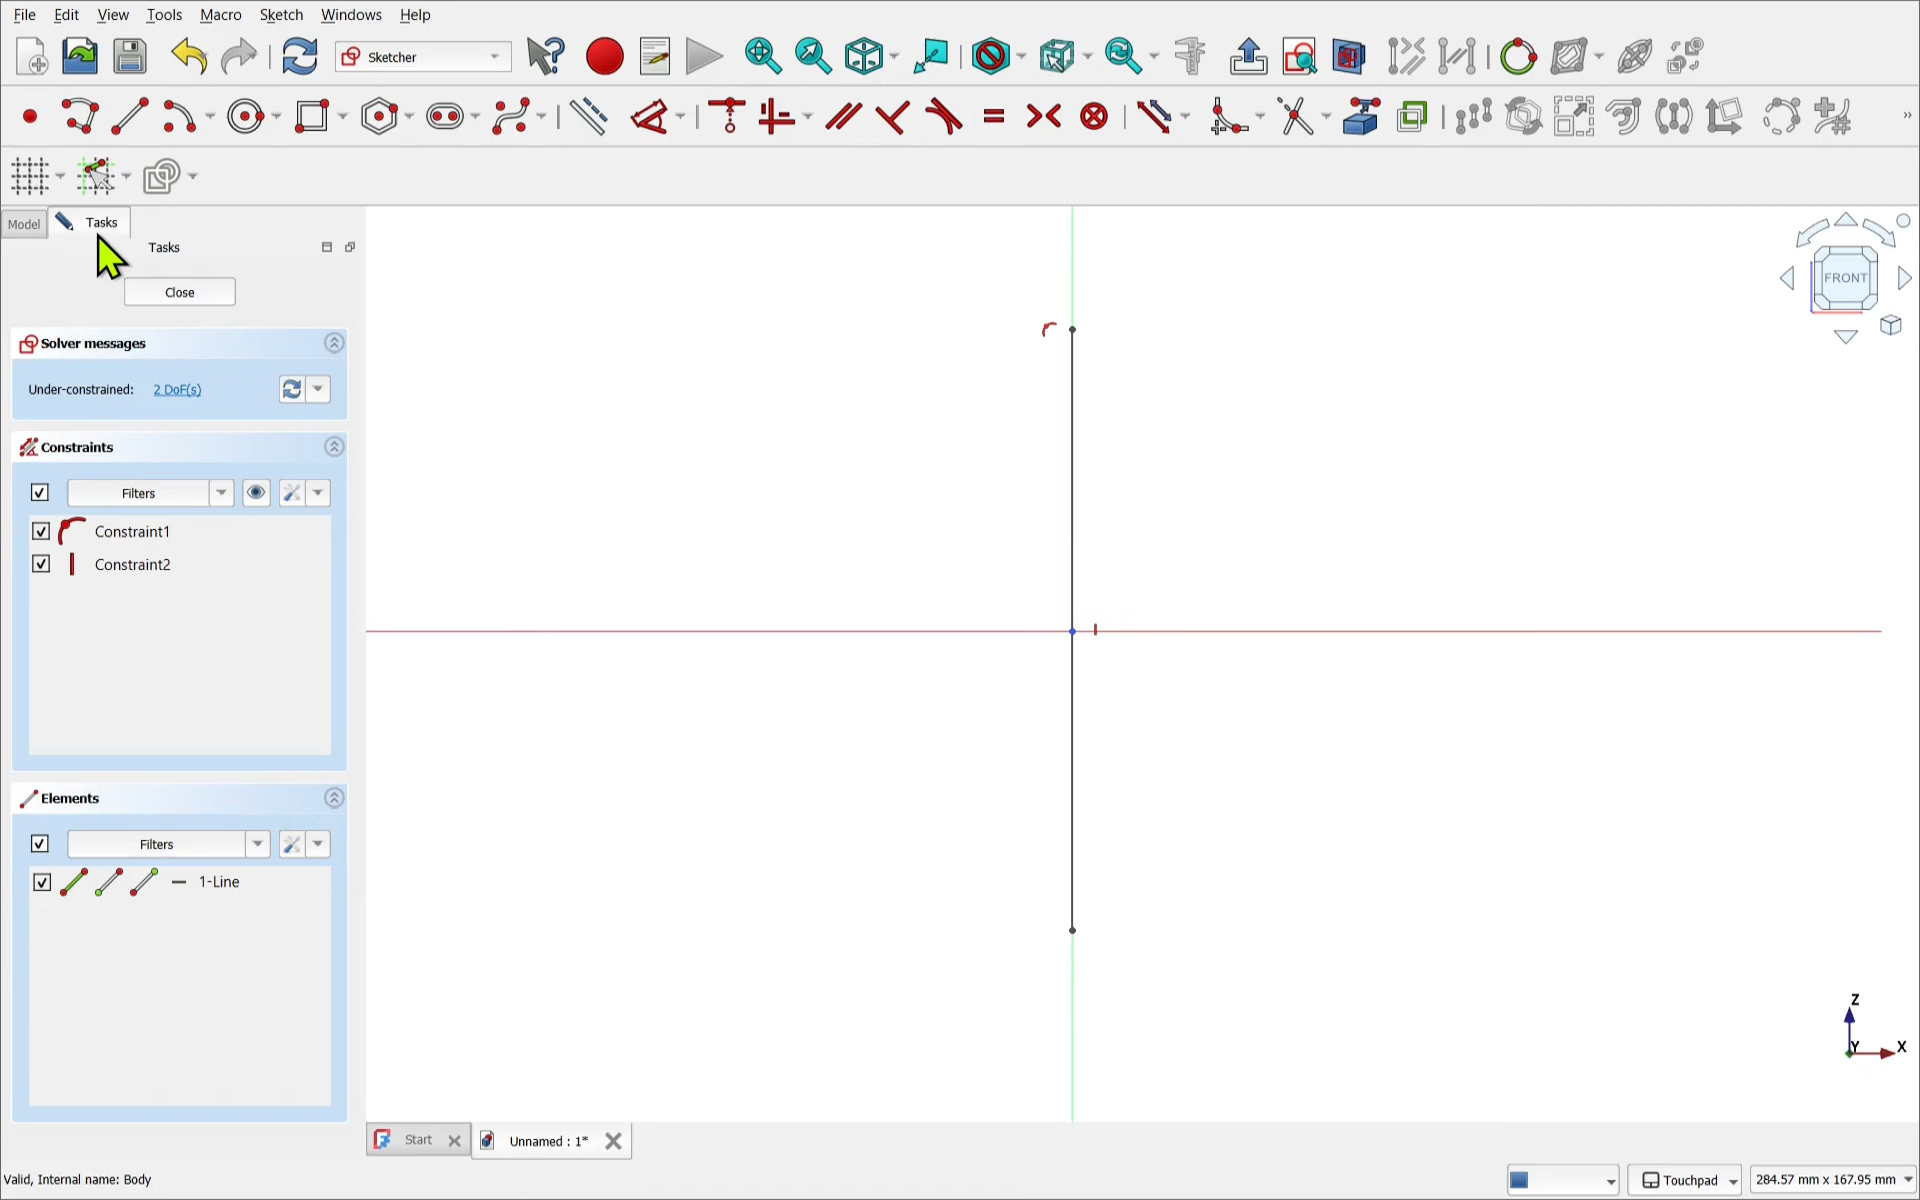 File Edit View Tools Macro Sketch Windows Help
Sketcher
Model Tasks
Tasks
Close
Solver messages
Under-constrained: 2 DoF(s)
Constraints
Filters
Constraint1
Constraint2
Elements
Filters
1-Line
FRONT
Z
Y X
Start Unnamed : 1*
Valid, Internal name: Body
Touchpad 284.57 mm x 167.95 mm